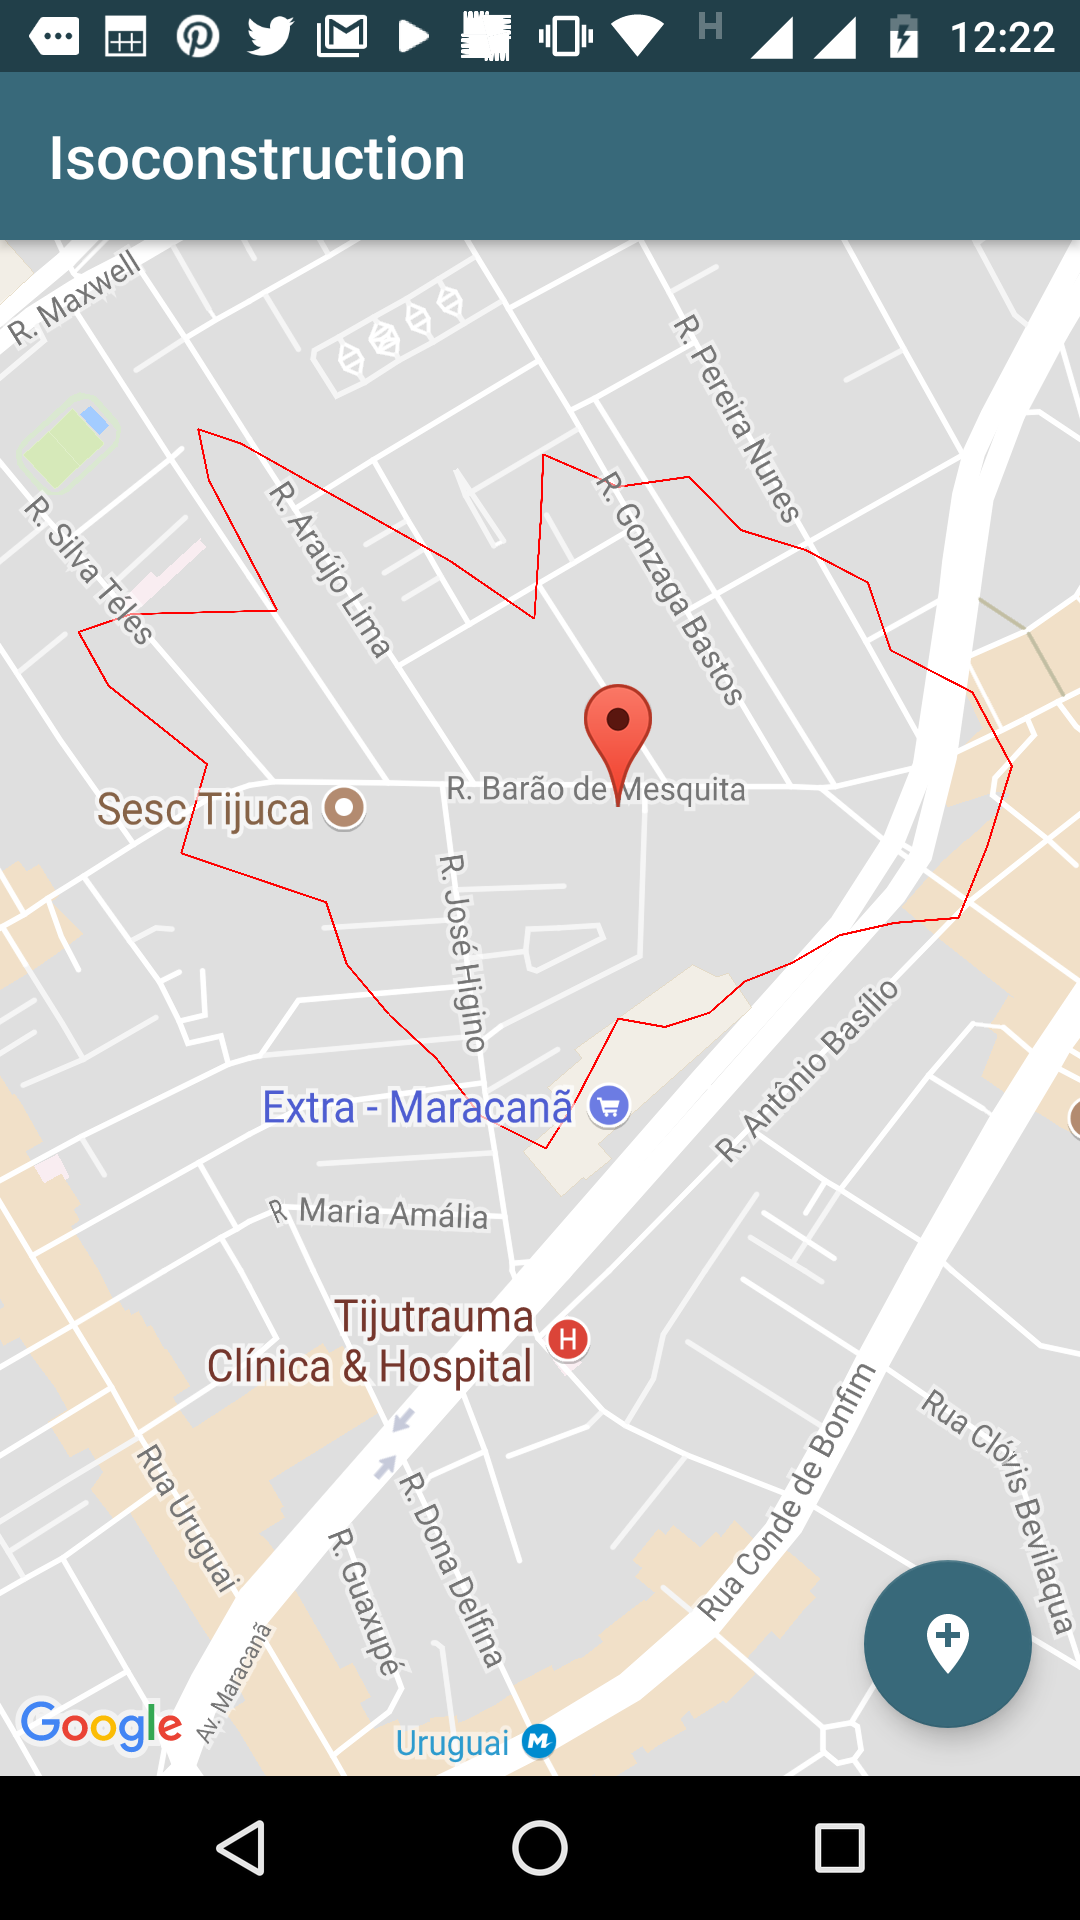 H
12:22
Isoconstruction
R. Maxwell
R. Pereira Nunes
R. Silva Téles
R. Araújo Lima
R. Gonzaga Bastos
R. Barão de Mesquita
Sesc Tijuca
R. José Higino
R. Antônio Basílio
Extra - Maracanã
R. Maria Amália
Tijutrauma
Clínica & Hospital
H
Rua Conde de Bonfim
Rua Clóvis Bevilaqua
Rua Uruguai
R. Dona Delfina
R. Guaxupé
Av. Maracanã
Google
Uruguai
M